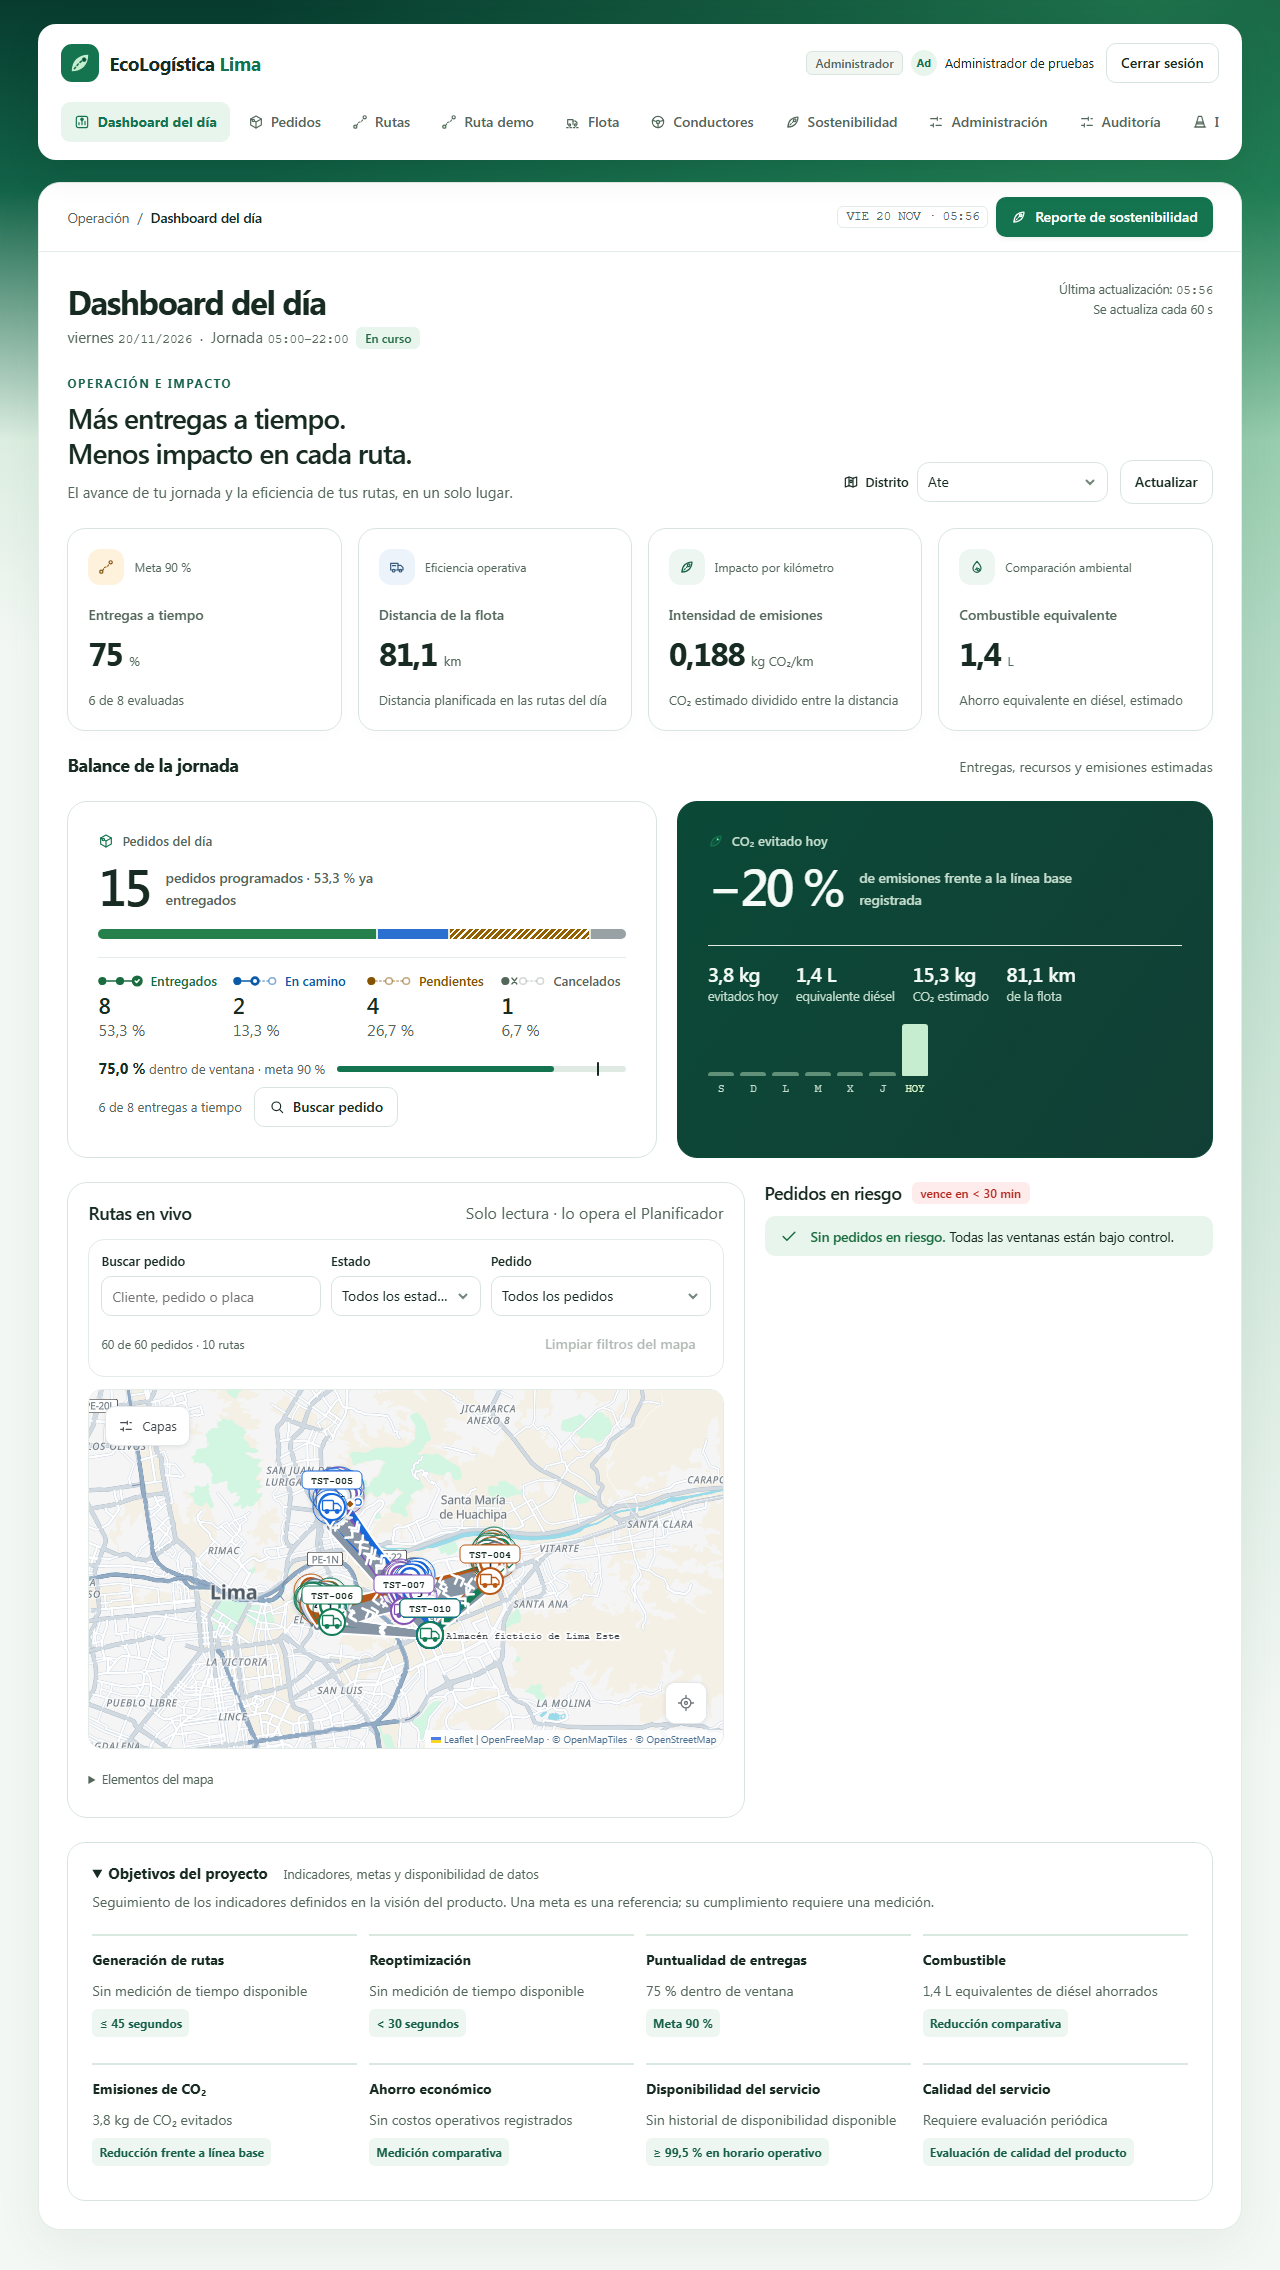 EcoLogística Lima
Administrador
Ad
Administrador de pruebas
Cerrar sesión
Dashboard del día
Pedidos
Rutas
Ruta demo
Flota
Conductores
Sostenibilidad
Administración
Auditoría
I
Operación / Dashboard del día
VIE 20 NOV · 05:56
Reporte de sostenibilidad
Dashboard del día
Última actualización: 05:56
Se actualiza cada 60 s
viernes 20/11/2026 · Jornada 05:00–22:00 En curso
OPERACIÓN E IMPACTO
Más entregas a tiempo.
Menos impacto en cada ruta.
El avance de tu jornada y la eficiencia de tus rutas, en un solo lugar.
Distrito
Ate
Actualizar
Meta 90 %
Entregas a tiempo
75 %
6 de 8 evaluadas
Eficiencia operativa
Distancia de la flota
81,1 km
Distancia planificada en las rutas del día
Impacto por kilómetro
Intensidad de emisiones
0,188 kg CO₂/km
CO₂ estimado dividido entre la distancia
Comparación ambiental
Combustible equivalente
1,4 L
Ahorro equivalente en diésel, estimado
Balance de la jornada
Entregas, recursos y emisiones estimadas
Pedidos del día
15 pedidos programados · 53,3 % ya
entregados
Entregados
8
53,3 %
En camino
2
13,3 %
Pendientes
4
26,7 %
Cancelados
1
6,7 %
75,0 % dentro de ventana · meta 90 %
6 de 8 entregas a tiempo
Buscar pedido
CO₂ evitado hoy
−20 % de emisiones frente a la línea base
registrada
3,8 kg
evitados hoy
1,4 L
equivalente diésel
15,3 kg
CO₂ estimado
81,1 km
de la flota
S D L M X J HOY
Rutas en vivo
Solo lectura · lo opera el Planificador
Buscar pedido
Cliente, pedido o placa
Estado
Todos los estad...
Pedido
Todos los pedidos
60 de 60 pedidos · 10 rutas
Limpiar filtros del mapa
PE-20I
Capas
LOS OLIVOS
JICAMARCA
ANEXO 8
SAN JUAN DE
LURIGA
TST-005
CARAPO
Santa María
de Huachipa
SANTA CLARA
RIMAC
PE-1N
22
TST-004
VITARTE
Lima
TST-007
TST-006
TST-010
SANTA ANA
EL
Almacén ficticio de Lima Este
LA VICTORIA
SAN LUIS
PUEBLO LIBRE
LINCE
LA MOLINA
GDALENA
Leaflet | OpenFreeMap · © OpenMapTiles · © OpenStreetMap
Elementos del mapa
Pedidos en riesgo
vence en < 30 min
Sin pedidos en riesgo. Todas las ventanas están bajo control.
Objetivos del proyecto Indicadores, metas y disponibilidad de datos
Seguimiento de los indicadores definidos en la visión del producto. Una meta es una referencia; su cumplimiento requiere una medición.
Generación de rutas
Sin medición de tiempo disponible
≤ 45 segundos
Reoptimización
Sin medición de tiempo disponible
< 30 segundos
Puntualidad de entregas
75 % dentro de ventana
Meta 90 %
Combustible
1,4 L equivalentes de diésel ahorrados
Reducción comparativa
Emisiones de CO₂
3,8 kg de CO₂ evitados
Reducción frente a línea base
Ahorro económico
Sin costos operativos registrados
Medición comparativa
Disponibilidad del servicio
Sin historial de disponibilidad disponible
≥ 99,5 % en horario operativo
Calidad del servicio
Requiere evaluación periódica
Evaluación de calidad del producto